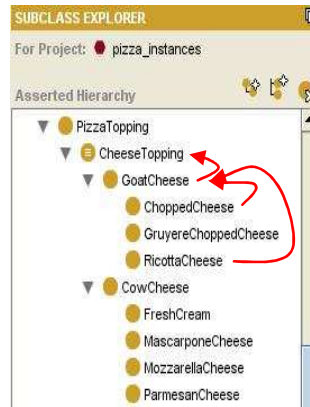 SUBCLASS EXPLORER
For Project: pizza_instances
Asserted Hierarchy
PizzaTopping
CheeseTopping
GoatCheese
ChoppedCheese
GruyereChoppedCheese
RicottaCheese
CowCheese
FreshCream
MascarponeCheese
MozzarellaCheese
ParmesanCheese